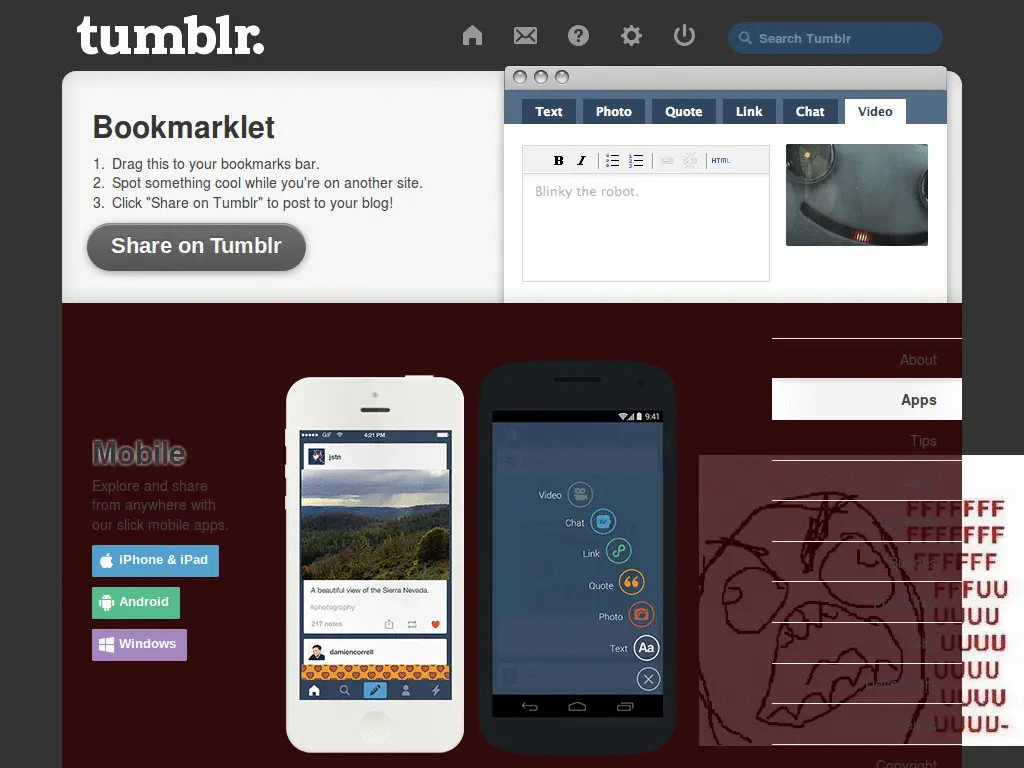 tumblr.
Search Tumblr
Bookmarklet
1. Drag this to your bookmarks bar.
2. Spot something cool while you're on another site.
3. Click "Share on Tumblr" to post to your blog!
Share on Tumblr
Text Photo Quote Link Chat Video
B I HTML
Blinky the robot.
Mobile
Explore and share
from anywhere with
our slick mobile apps.
iPhone & iPad
Android
Windows
GIF 4:21 PM
jstn
A beautiful view of the Sierra Nevada.
#photography
217 notes
damiencorrell
9:41
Video
Chat
Link
Quote
Photo
Text Aa
About
Apps
Tips
FFFFFFF
FFFFFFF
FFFFFF
FFFUU
UUUU
UUUU
UUUU
UUUU
UUUU-
Copyright